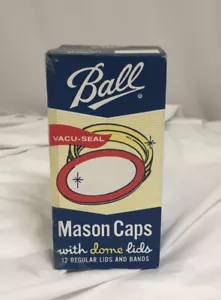 Ball
VACU-SEAL
Mason Caps
with dome lids
12 REGULAR LIDS AND BANDS